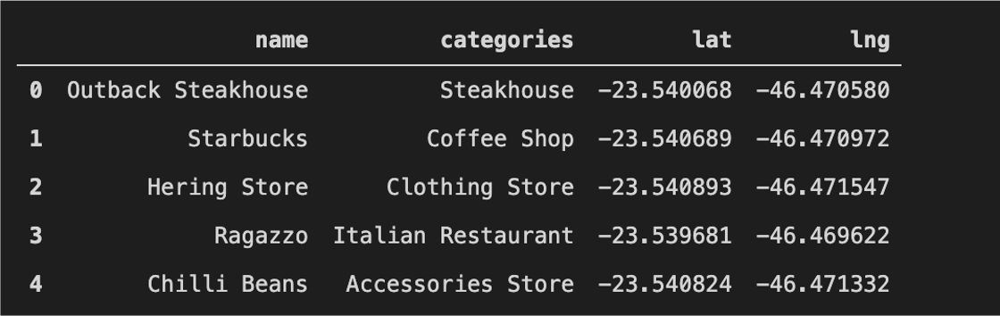 name categories lat lng
0 Outback Steakhouse Steakhouse -23.540068 -46.470580
1 Starbucks Coffee Shop -23.540689 -46.470972
2 Hering Store Clothing Store -23.540893 -46.471547
3 Ragazzo Italian Restaurant -23.539681 -46.469622
4 Chilli Beans Accessories Store -23.540824 -46.471332